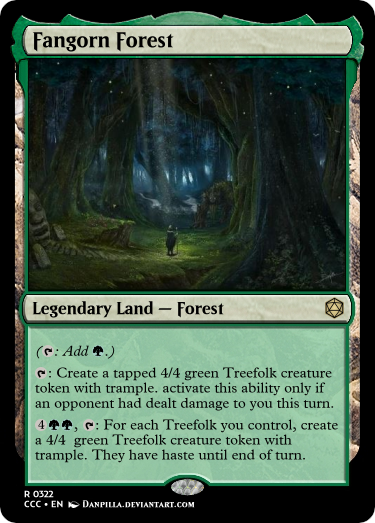 Fangorn Forest
Legendary Land — Forest
(: Add .)
: Create a tapped 4/4 green Treefolk creature
token with trample. activate this ability only if
an opponent had dealt damage to you this turn.
4, : For each Treefolk you control, create
a 4/4 green Treefolk creature token with
trample. They have haste until end of turn.
R 0322
CCC • EN Danpilla.deviantart.com